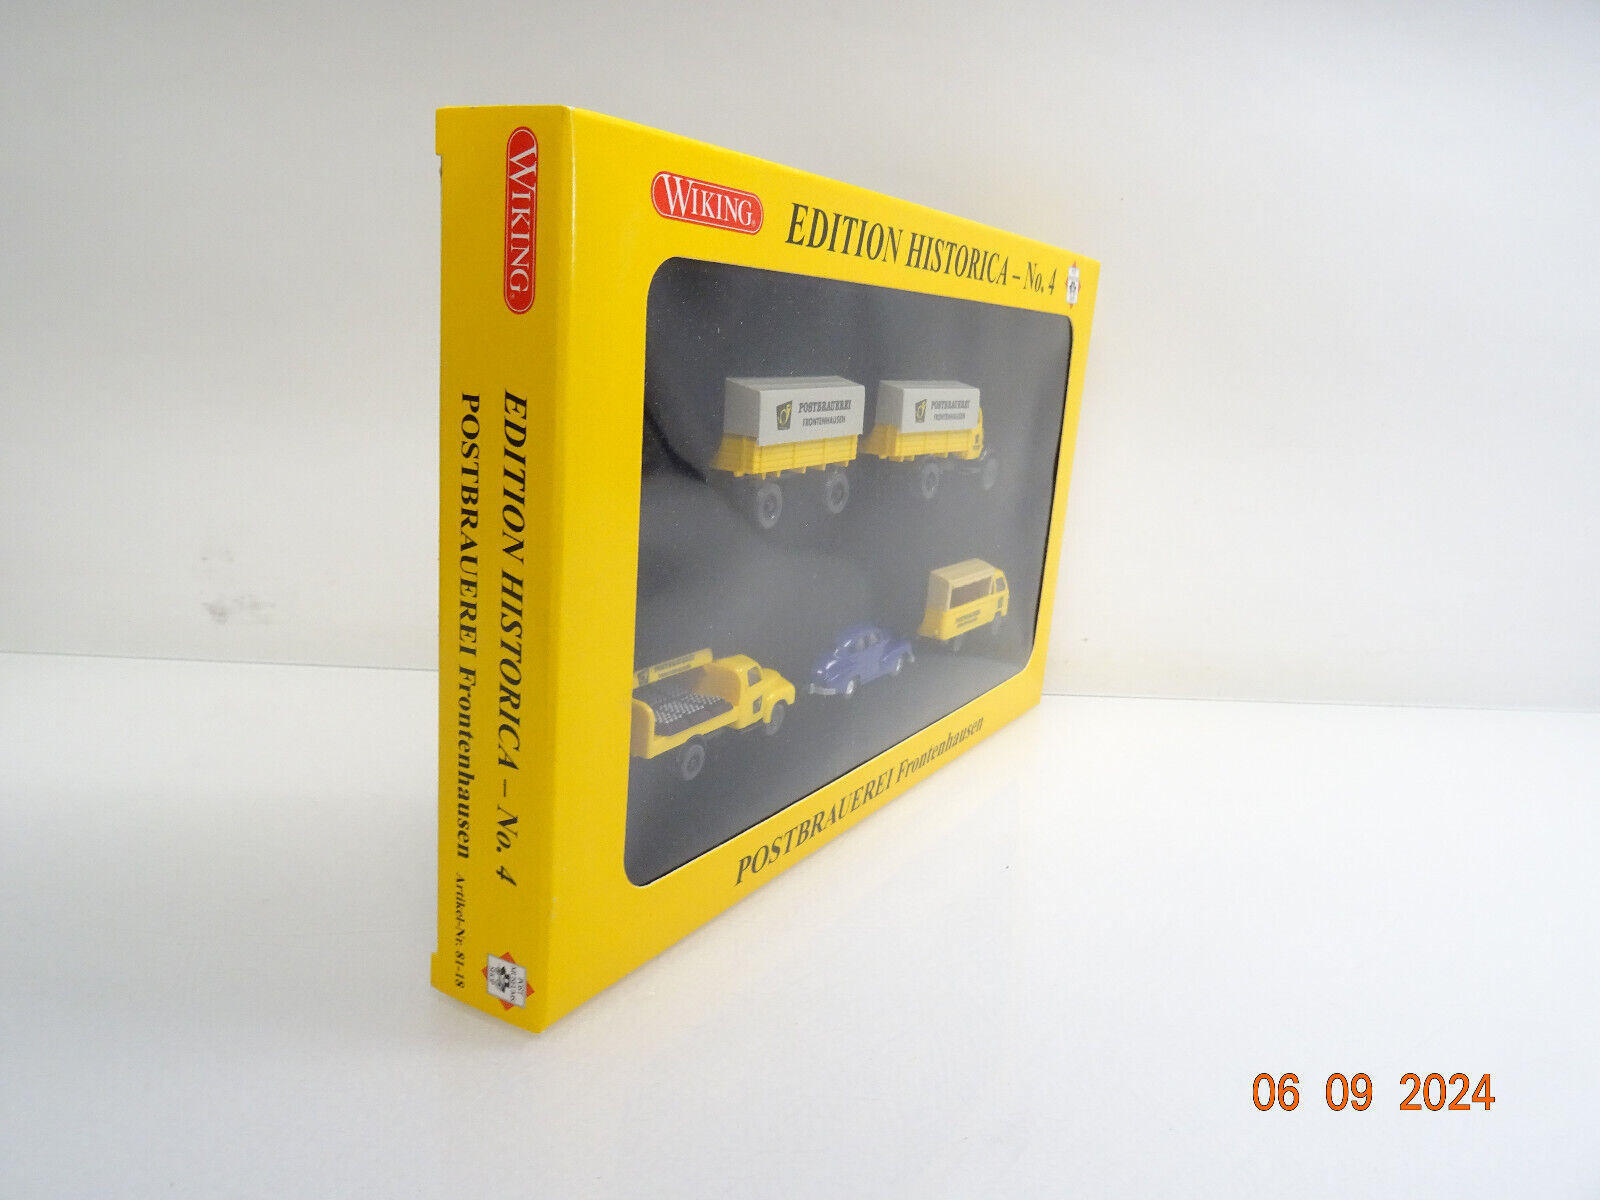 WIKING
EDITION HISTORICA – No. 4
POSTBRAUEREI Frontenhausen Artikel-Nr. 81-18
WIKING
EDITION HISTORICA – No. 4
POSTBRAUEREI
FRONTENHAUSEN
POSTBRAUEREI
FRONTENHAUSEN
POSTBRAUEREI Frontenhausen
06 09 2024